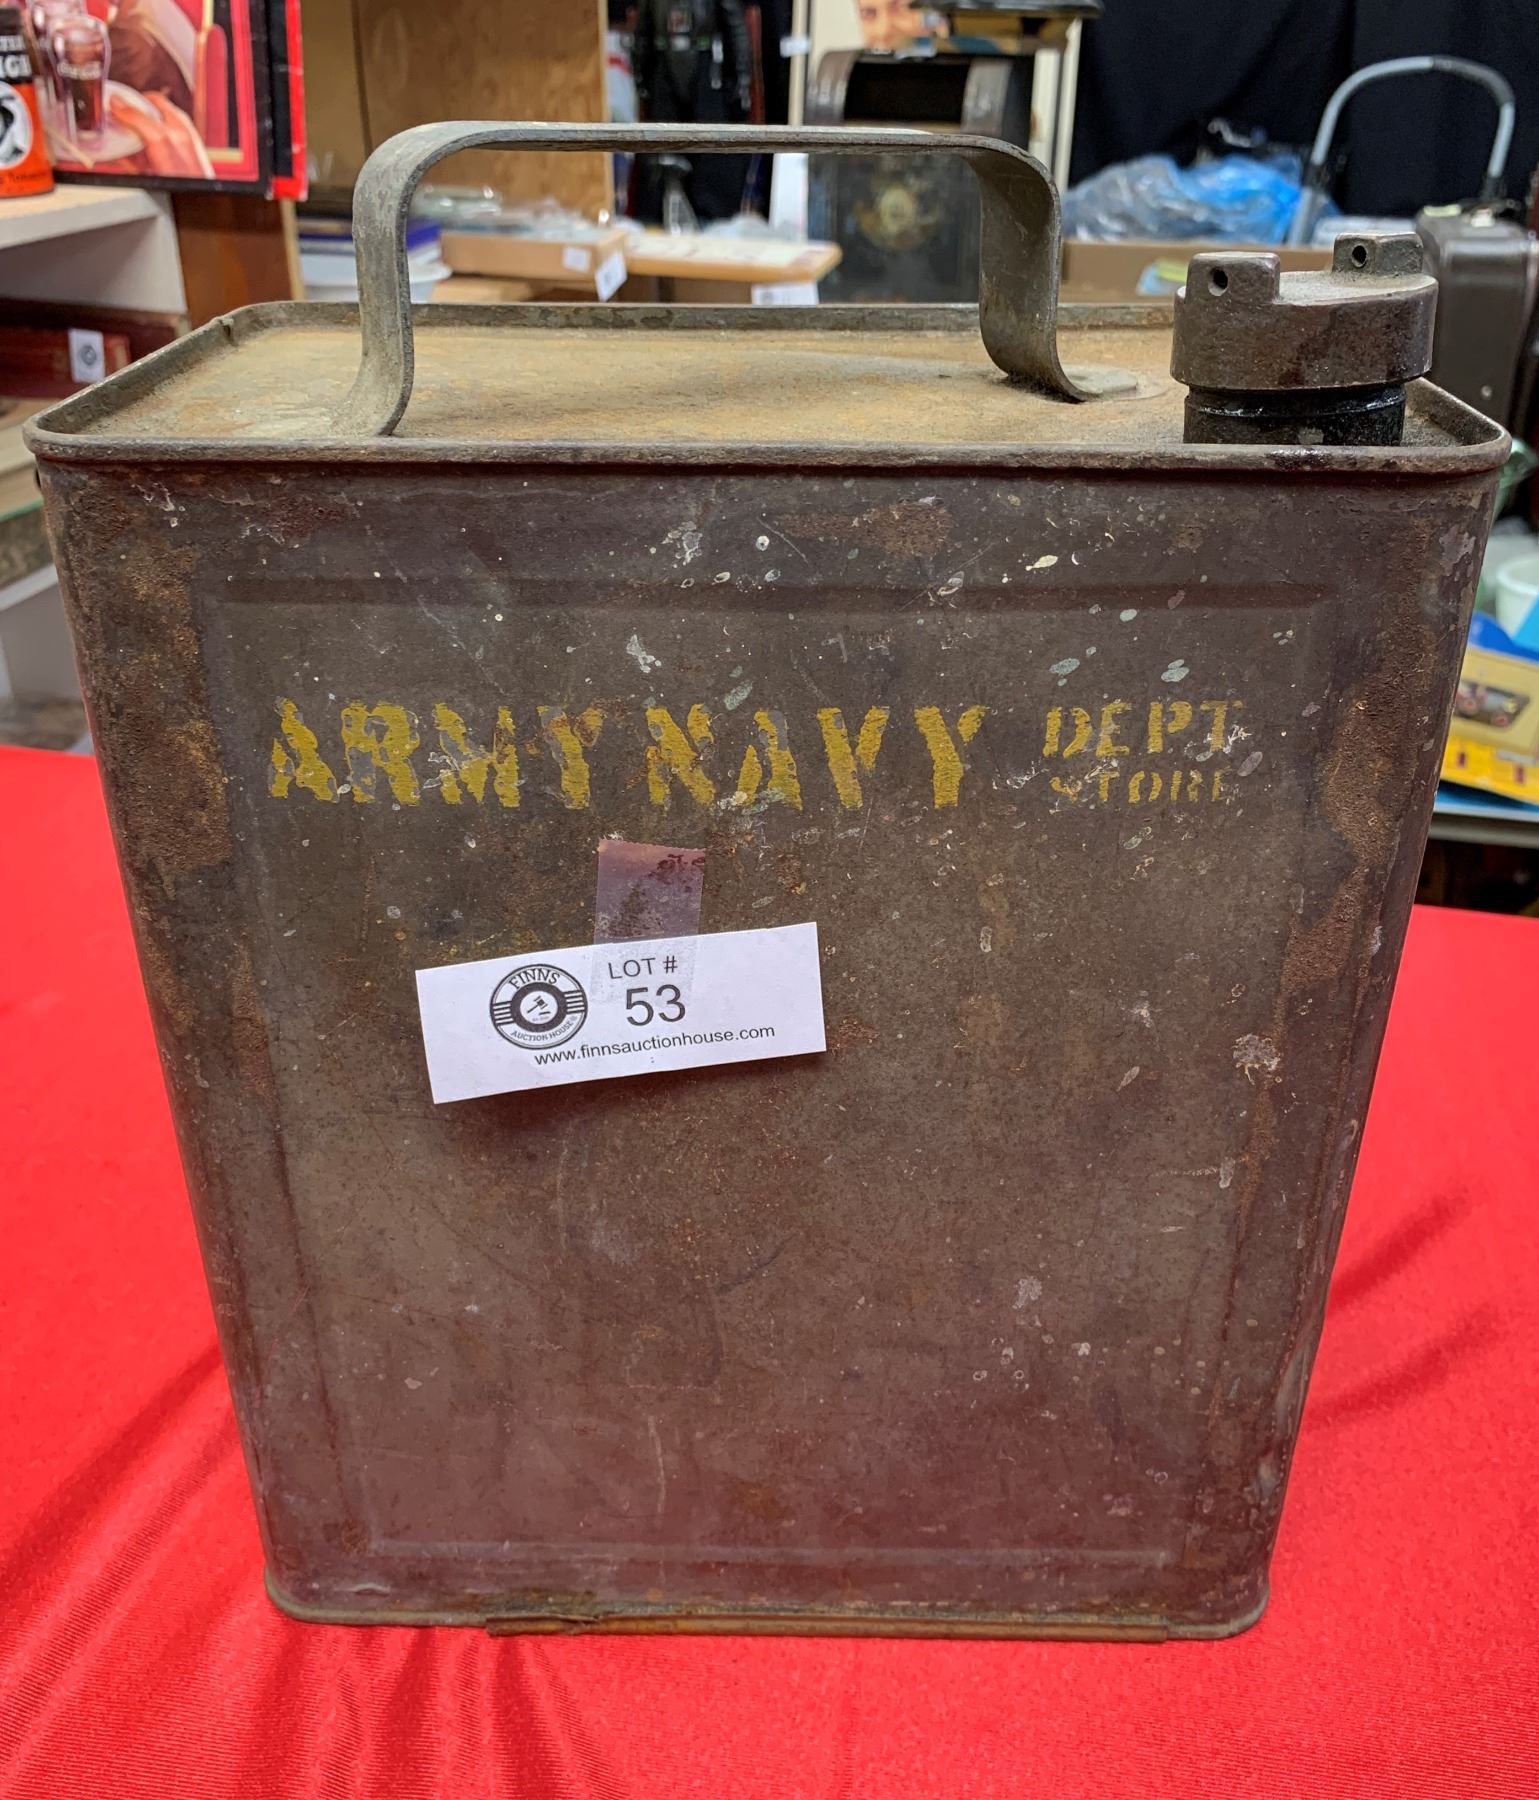 ARMY NAVY DEPT
STORE
FINNS
AUCTION HOUSE
LOT #
53
www.finnsauctionhouse.com